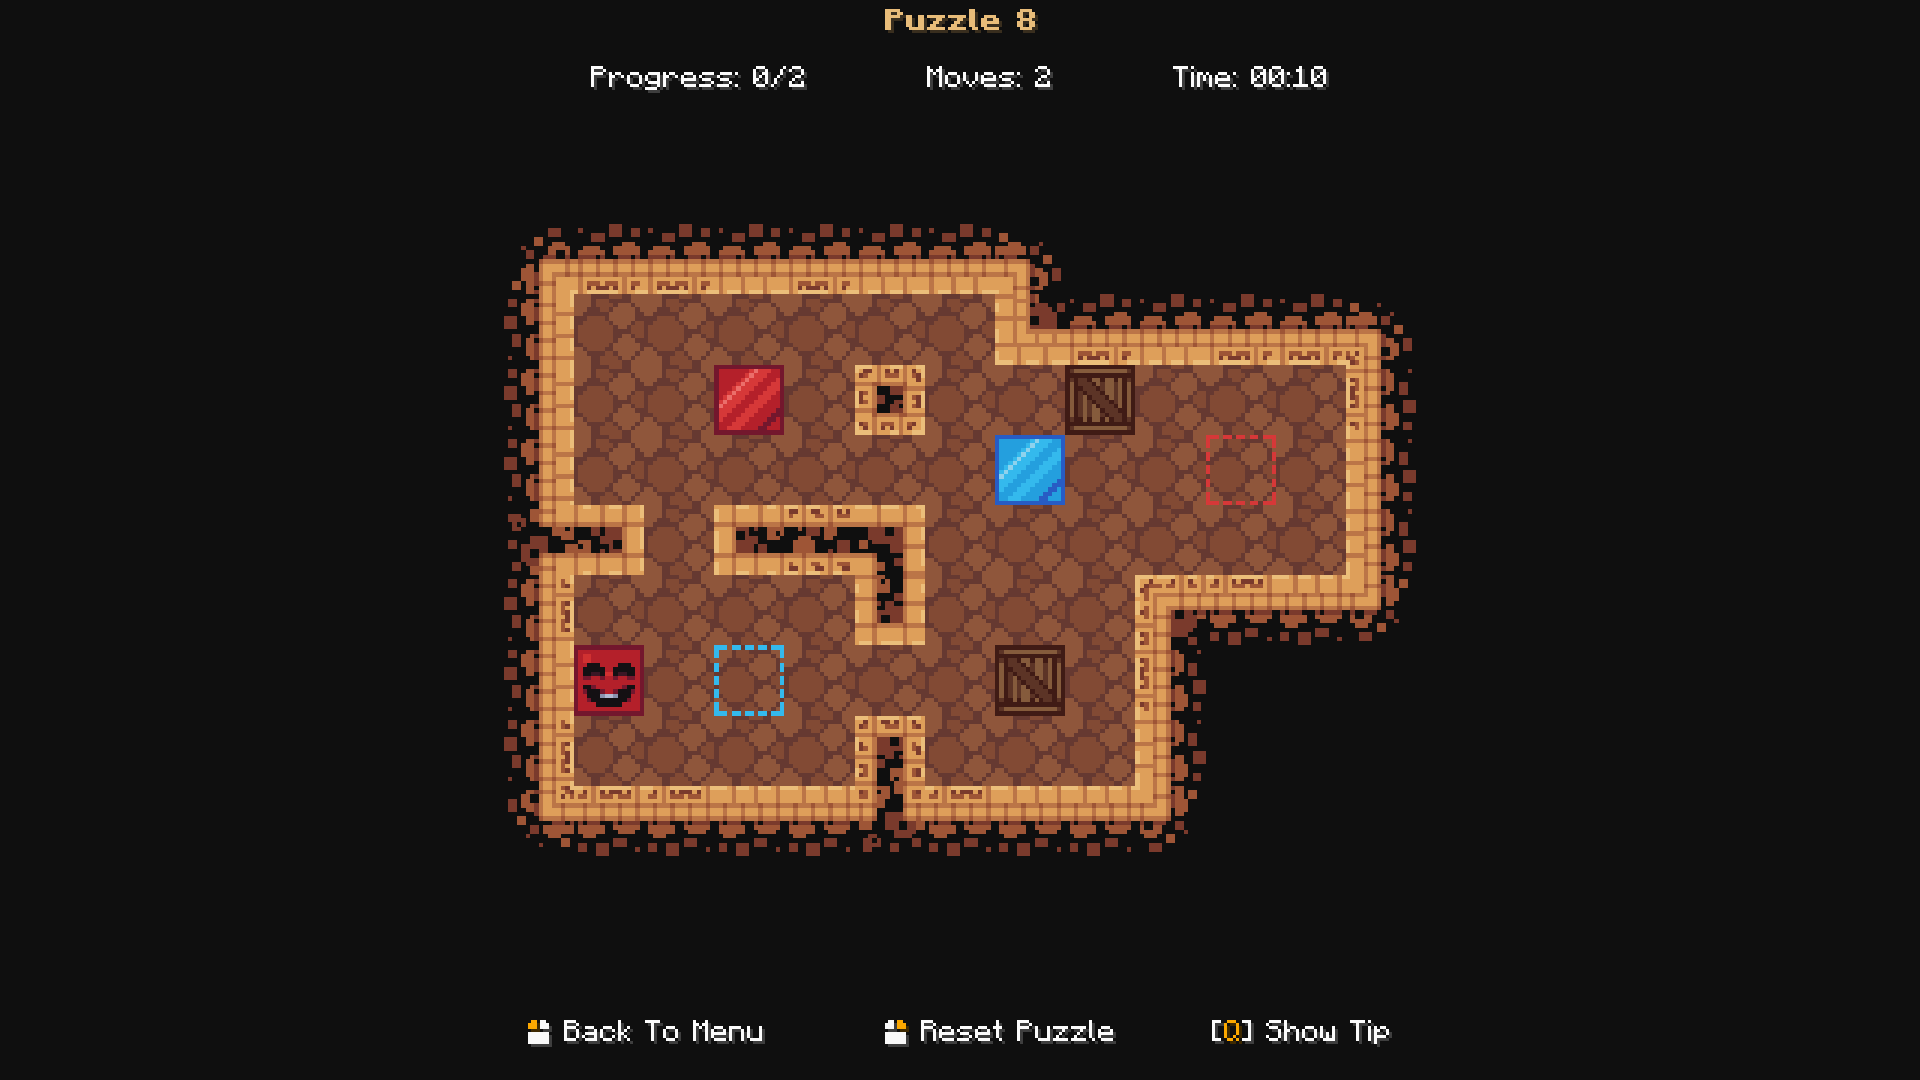 Puzzle 8
Progress: 0/2 Moves: 2 Time: 00:10
Back To Menu Reset Puzzle [Q] Show Tip